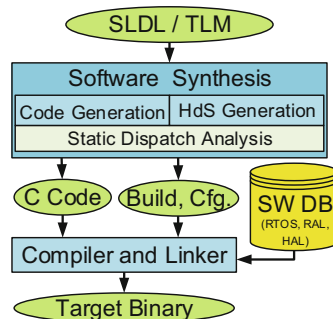 SLDL / TLM
Software Synthesis
Code Generation
HdS Generation
Static Dispatch Analysis
C Code
Build, Cfg.
SW DB
(RTOS, RAL,
HAL)
Compiler and Linker
Target Binary